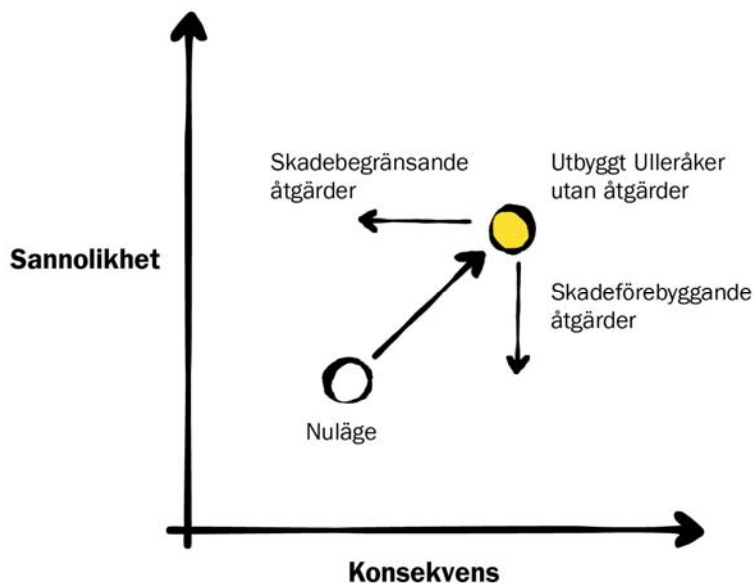 Skadebegränsande
åtgärder
Utbyggt Ulleråker
utan åtgärder
Sannolikhet
Skadeförebyggande
åtgärder
Nuläge
Konsekvens